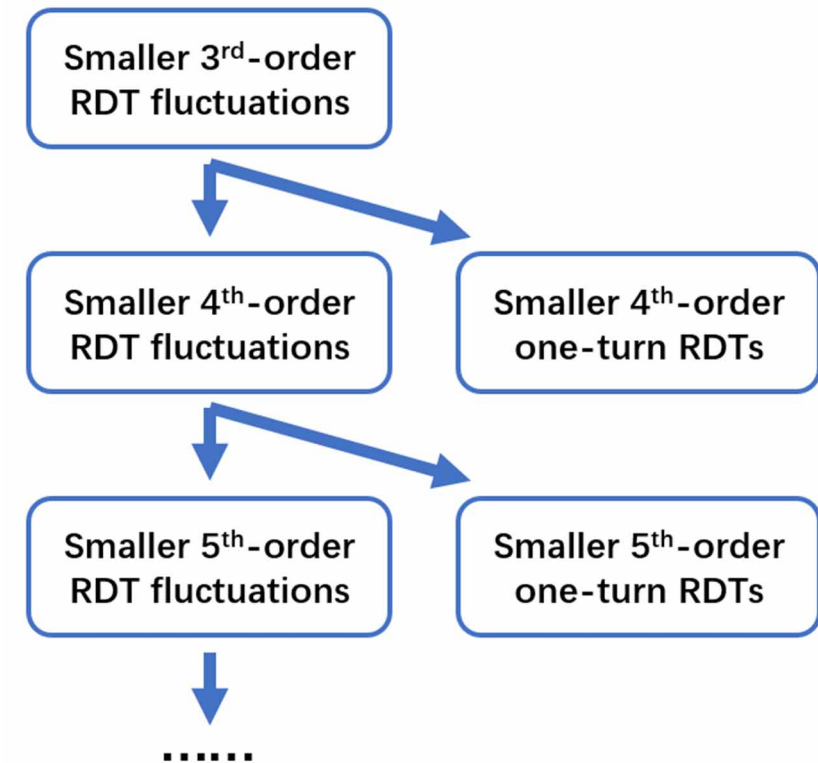 Smaller 3rd-order
RDT fluctuations
Smaller 4th-order
RDT fluctuations
Smaller 4th-order
one-turn RDTs
Smaller 5th-order
RDT fluctuations
Smaller 5th-order
one-turn RDTs
……